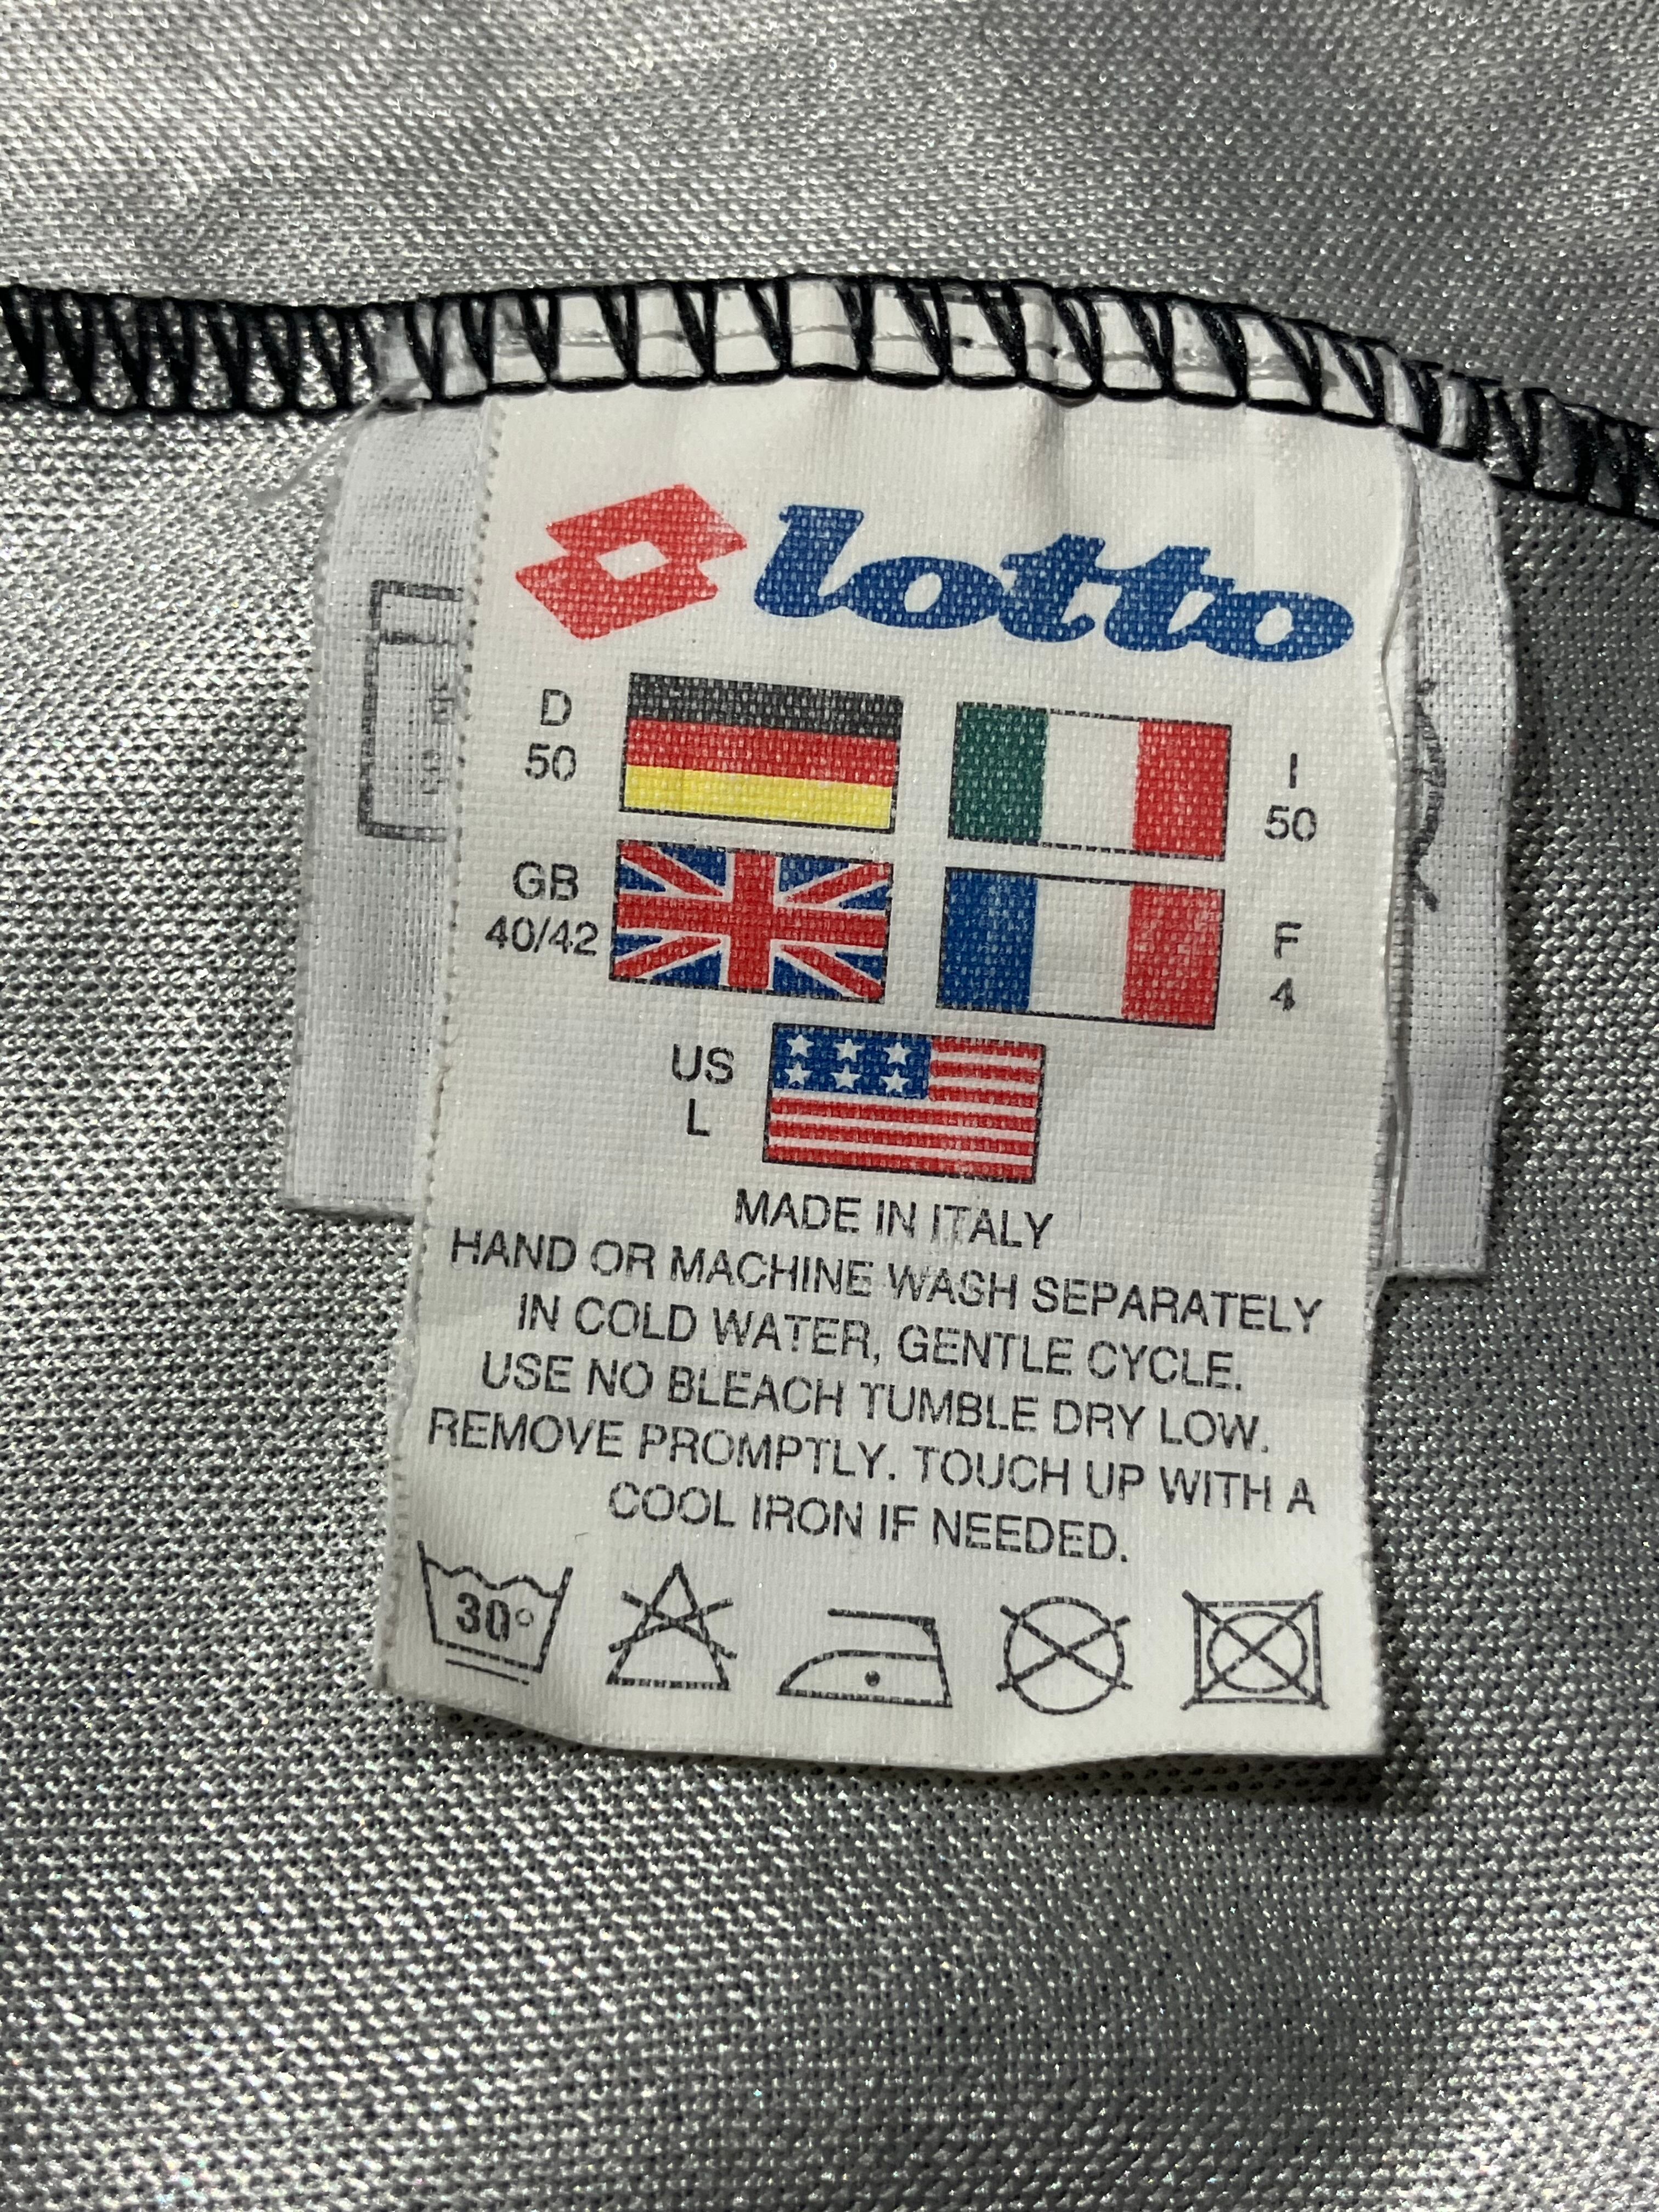 lotto
D
50
I
50
GB
40/42
F
4
US
L
MADE IN ITALY
HAND OR MACHINE WASH SEPARATELY
IN COLD WATER, GENTLE CYCLE.
USE NO BLEACH TUMBLE DRY LOW.
REMOVE PROMPTLY. TOUCH UP WITH A
COOL IRON IF NEEDED.
30°